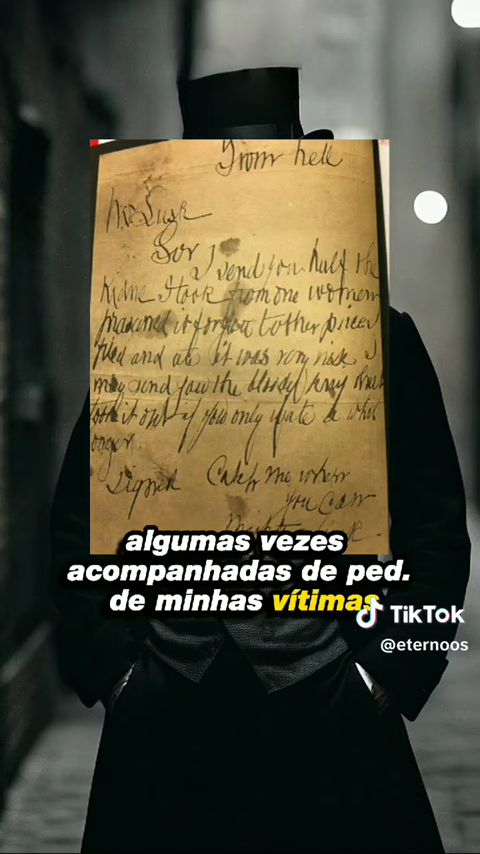 From hell
Mr Lusk
Sor
I send you half the
Kidne I took from one women
prasarved it for you tother piece I
fried and ate it was very nise I
may send you the bloody knif that
took it out if you only wate a whil
longer.
signed Catch me when
you can
Mishter Lusk
algumas vezes
acompanhadas de ped.
de minhas vítimas
TikTok
@eternoos